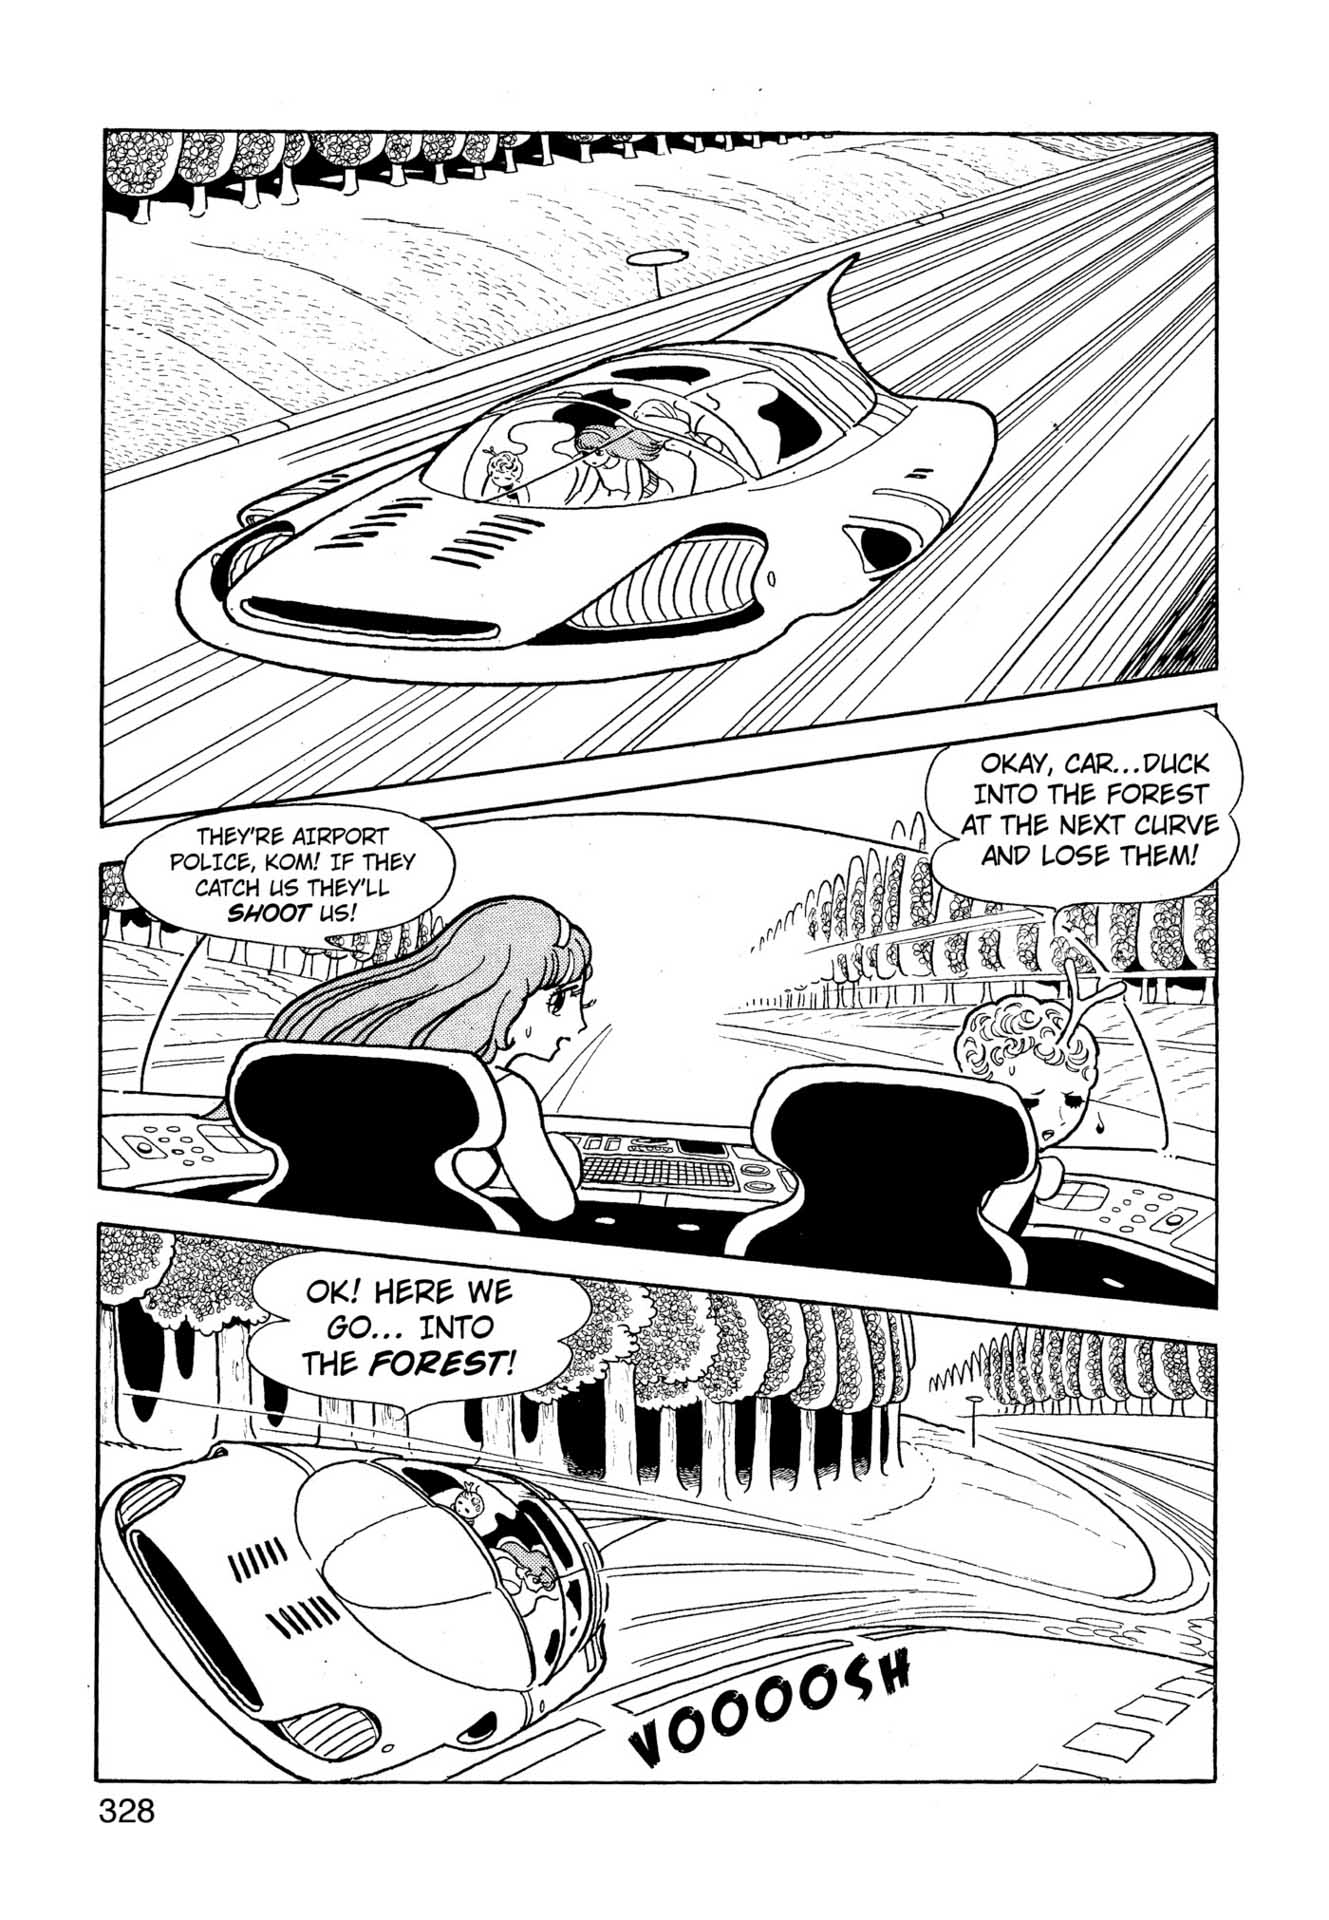 THEY'RE AIRPORT
POLICE, KOM! IF THEY
CATCH US THEY'LL
SHOOT US!
OKAY, CAR...DUCK
INTO THE FOREST
AT THE NEXT CURVE
AND LOSE THEM!
OK! HERE WE
GO... INTO
THE FOREST!
VOOOOSH
328